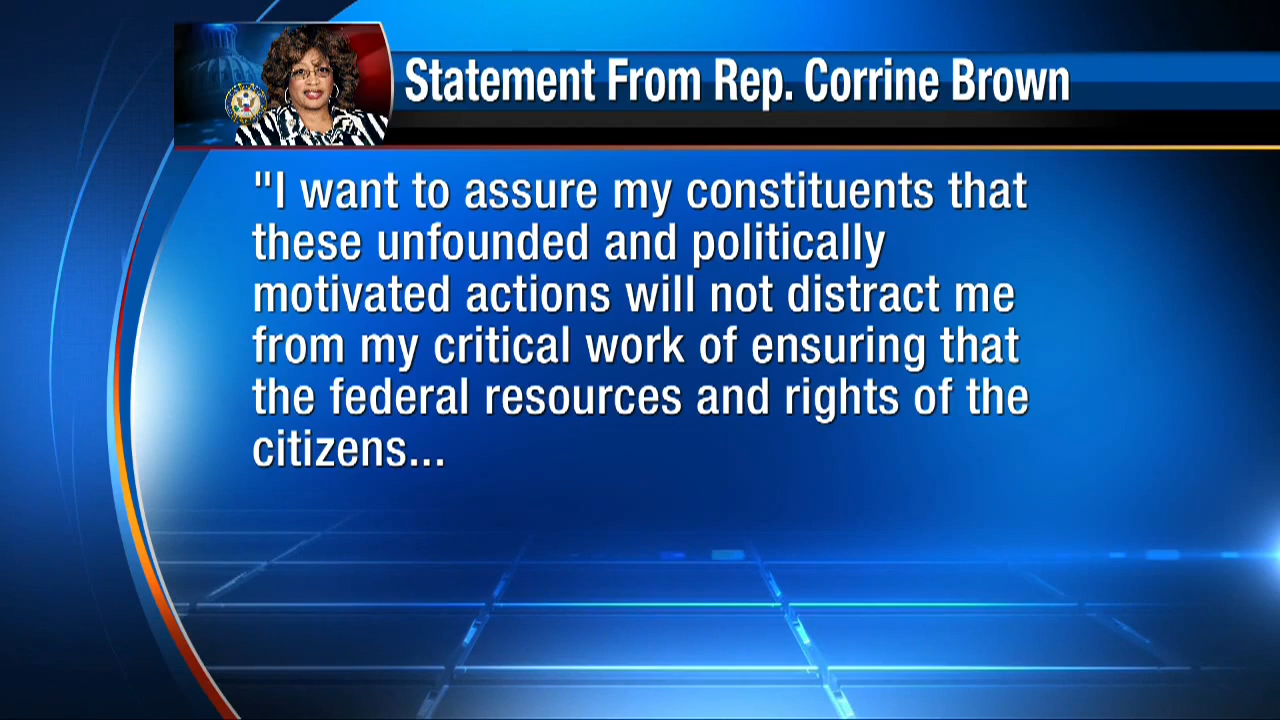 Statement From Rep. Corrine Brown
"I want to assure my constituents that
these unfounded and politically
motivated actions will not distract me
from my critical work of ensuring that
the federal resources and rights of the
citizens...